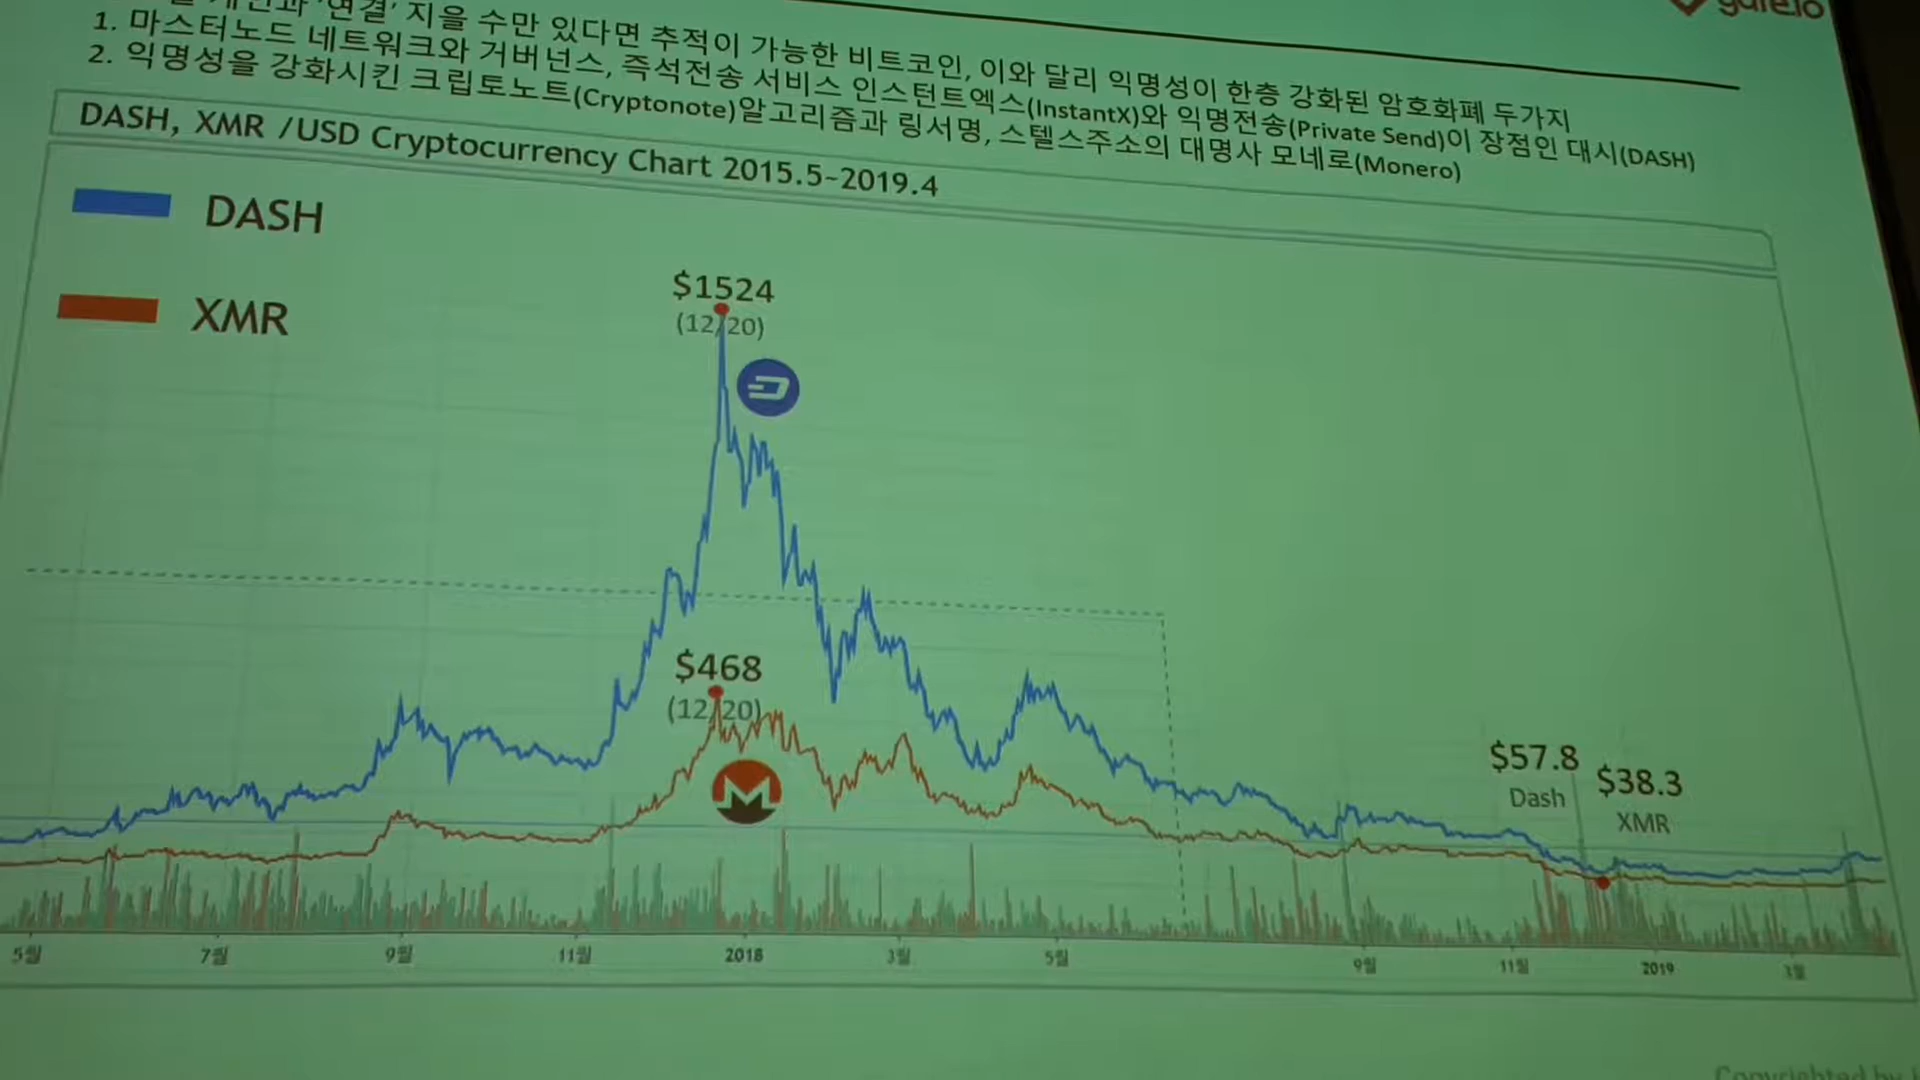 '연결' 지을 수만 있다면 추적이 가능한 비트코인, 이와 달리 익명성이 한층 강화된 암호화폐 두가지
gate.io
1. 마스터노드 네트워크와 거버넌스, 즉석전송 서비스 인스턴트엑스(InstantX)와 익명전송(Private Send)이 장점인 대시(DASH)
2. 익명성을 강화시킨 크립토노트(Cryptonote)알고리즘과 링서명, 스텔스주소의 대명사 모네로(Monero)
DASH, XMR /USD Cryptocurrency Chart 2015.5~2019.4
DASH
XMR
$1524
(12/20)
$468
(12/20)
$57.8
Dash
$38.3
XMR
5월 7월 9월 11월 2018 3월 5월 9월 11월 2019 3월
Copyrighted by